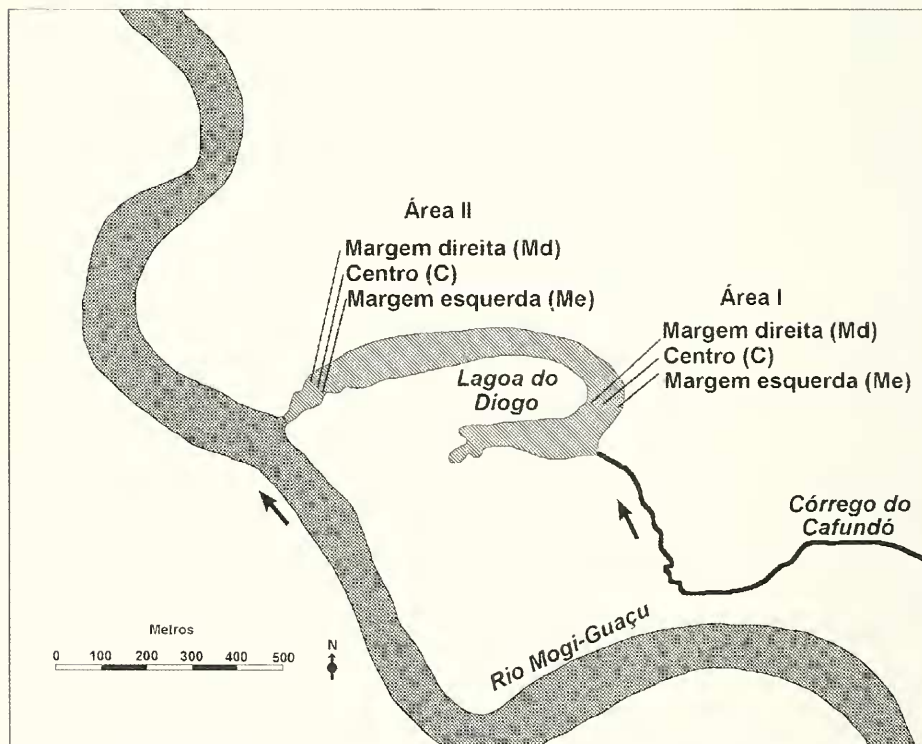 Área II
Margem direita (Md)
Centro (C)
Margem esquerda (Me)
Área I
Margem direita (Md)
Centro (C)
Margem esquerda (Me)
Lagoa do
Diogo
Córrego do
Cafundó
Rio Mogi-Guaçu
Metros
0 100 200 300 400 500
N